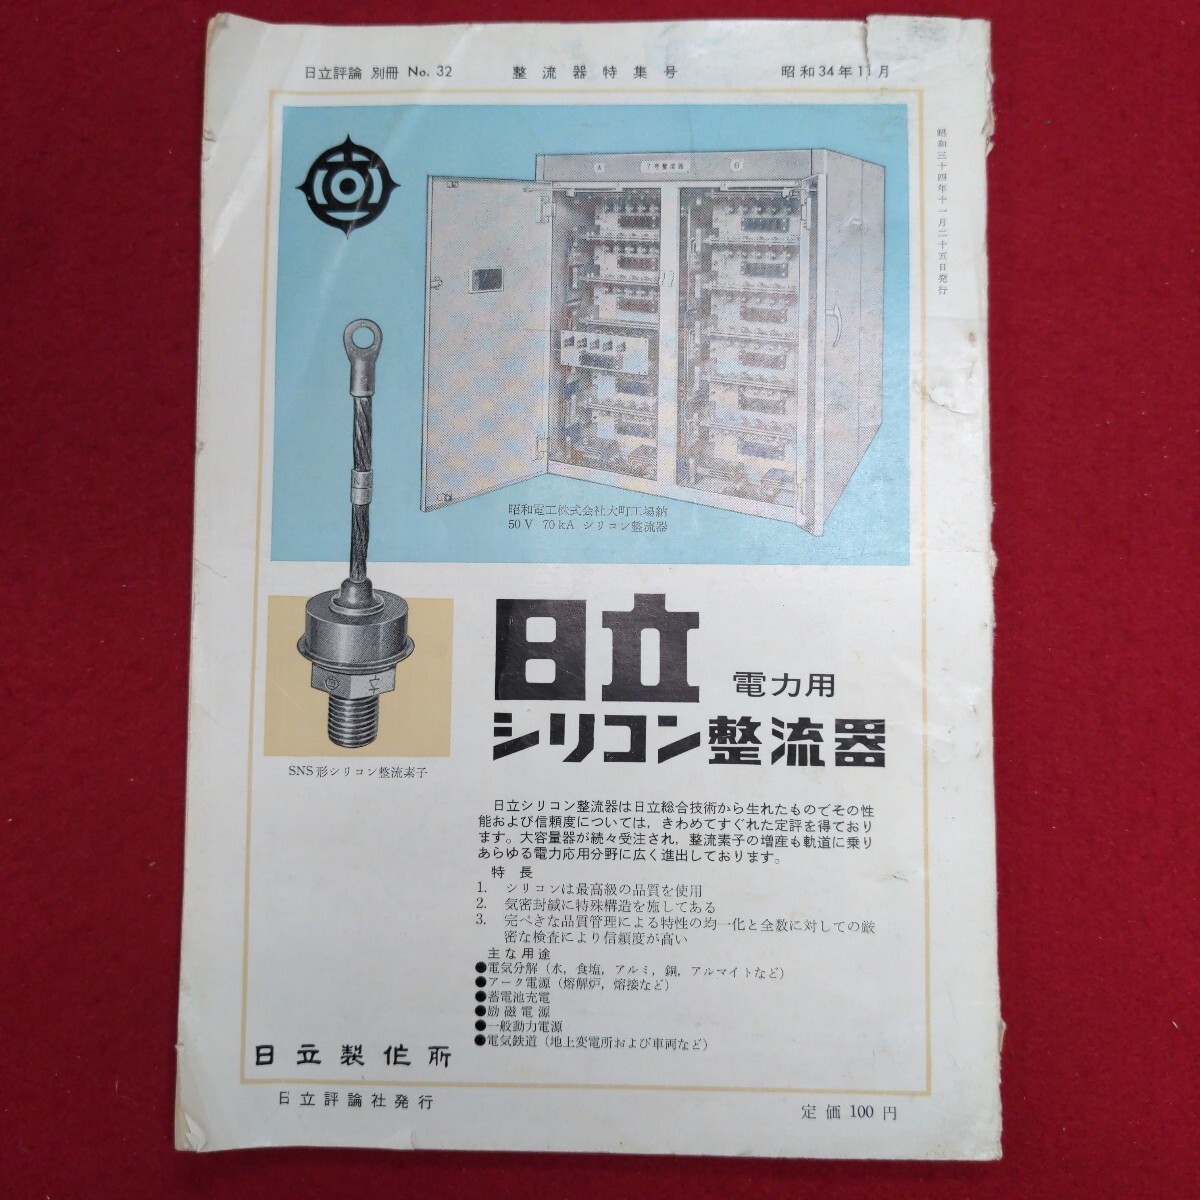 日立評論 別冊 No. 32 整流器特集号 昭和34年11月
昭和三十四年十一月二十五日発行
A 7号整流器 B
昭和電工株式会社大町工場納
50 V 70 kA シリコン整流器
立
SNS形シリコン整流素子
日立 電力用
シリコン整流器
日立シリコン整流器は日立総合技術から生れたものでその性
能および信頼度については，きわめてすぐれた定評を得ており
ます。大容量器が続々受注され，整流素子の増産も軌道に乗り
あらゆる電力応用分野に広く進出しております。
特長
1. シリコンは最高級の品質を使用
2. 気密封緘に特殊構造を施してある
3. 完ぺきな品質管理による特性の均一化と全数に対しての厳
密な検査により信頼度が高い
主な用途
●電気分解（水，食塩，アルミ，銅，アルマイトなど）
●アーク電源（熔解炉，熔接など）
●蓄電池充電
●励磁電源
●一般動力電源
●電気鉄道（地上変電所および車両など）
日立製作所
日立評論社発行
定価 100 円